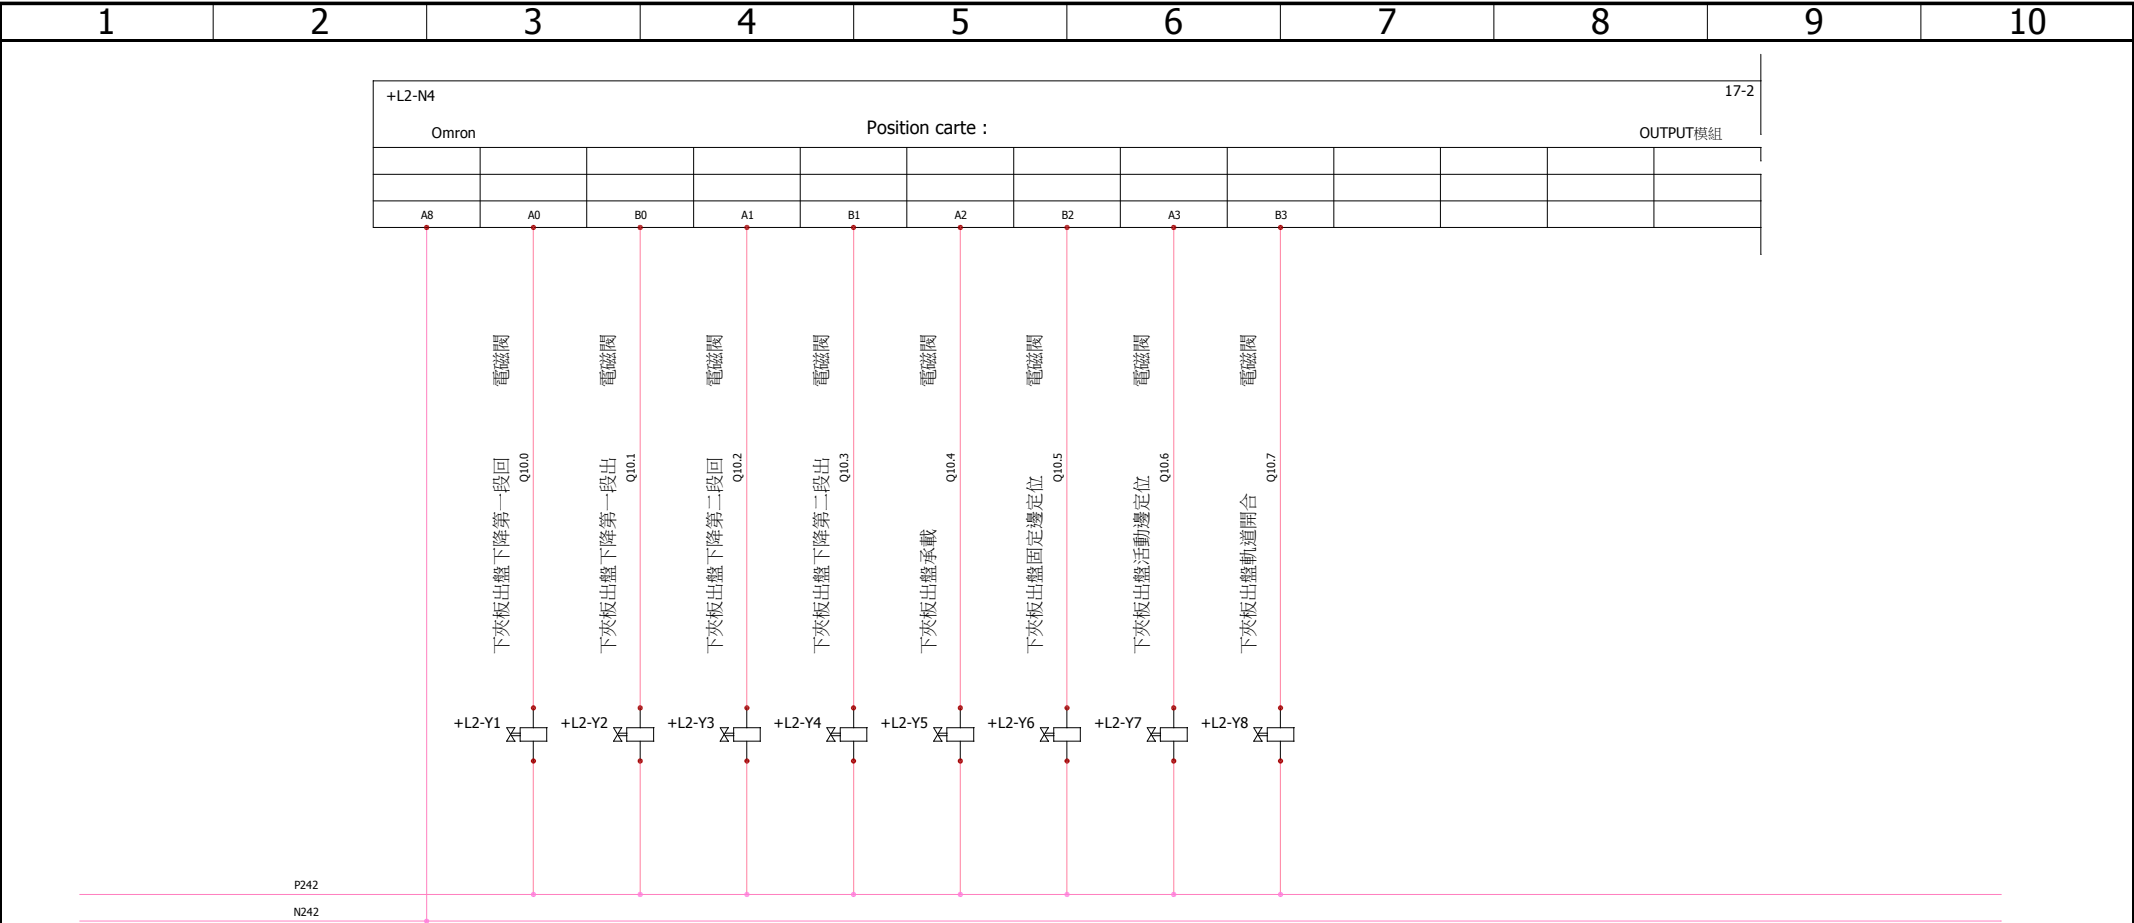 1 2 3 4 5 6 7 8 9 10
+L2-N4 17-2
Omron Position carte : OUTPUT模組
A8 A0 B0 A1 B1 A2 B2 A3 B3
電磁閥 電磁閥 電磁閥 電磁閥 電磁閥 電磁閥 電磁閥 電磁閥
下夾板出盤下降第一段回
Q10.0
下夾板出盤下降第一段出
Q10.1
下夾板出盤下降第二段回
Q10.2
下夾板出盤下降第二段出
Q10.3
下夾板出盤承載
Q10.4
下夾板出盤固定邊定位
Q10.5
下夾板出盤活動邊定位
Q10.6
下夾板出盤軌道開合
Q10.7
+L2-Y1 +L2-Y2 +L2-Y3 +L2-Y4 +L2-Y5 +L2-Y6 +L2-Y7 +L2-Y8
P242
N242